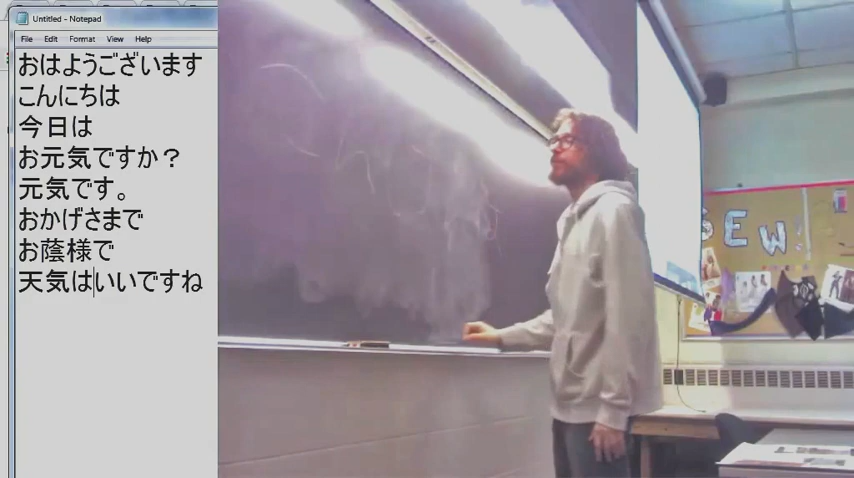 Untitled - Notepad
File Edit Format View Help
おはようございます
こんにちは
今日は
お元気ですか？
元気です。
おかげさまで
お蔭様で
天気はいいですね
SEW